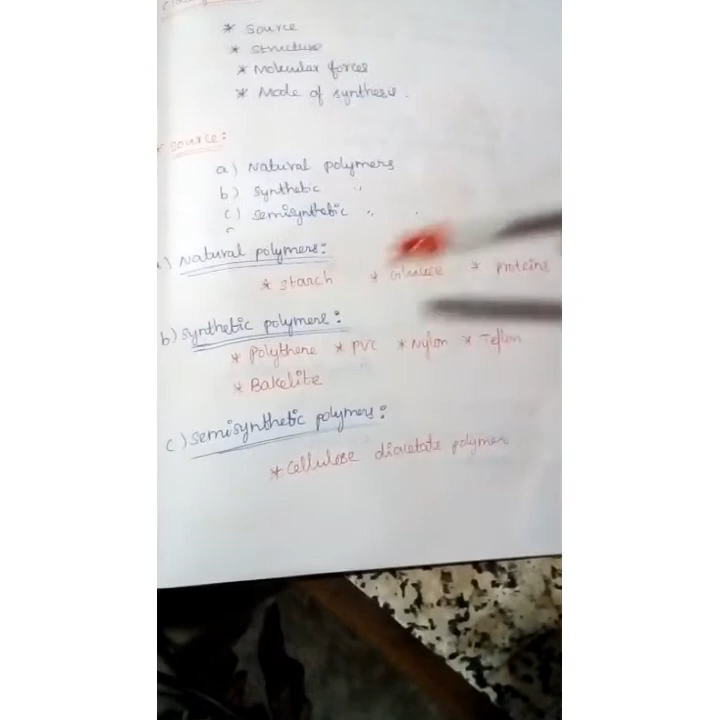 * Source
* Structure
* Molecular forces
* Mode of synthesis.
* Source:
a) Natural polymers
b) Synthetic "
c) Semisynthetic "
a) Natural polymers:
* Starch * * Proteins
b) Synthetic polymers:
* Polythene * PVC * Nylon * Teflon
* Bakelite
c) Semisynthetic polymers:
* Cellulose diacetate polymer